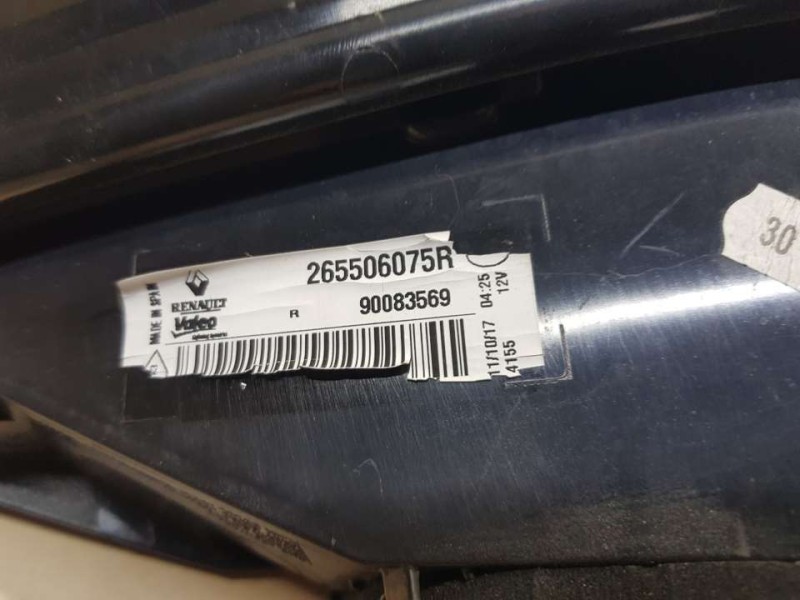 265506075R
RENAULT
R 90083569
Valeo
MADE IN SPAIN
11/10/17 04:25
4155 12V
30